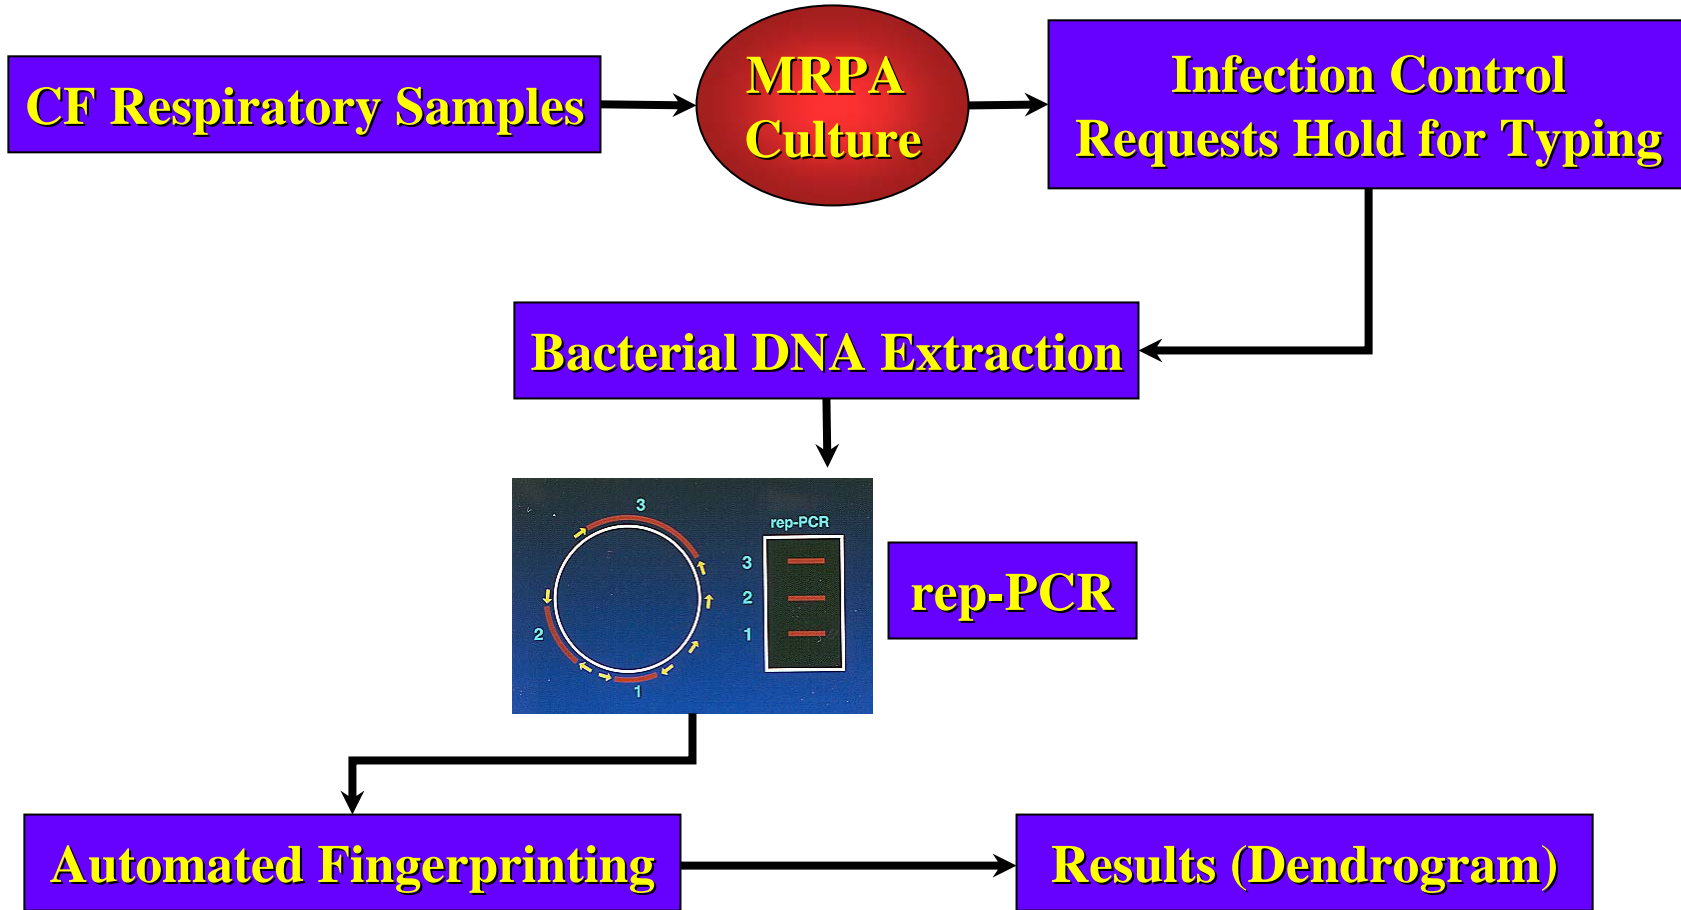 CF Respiratory Samples
MRPA
Culture
Infection Control
Requests Hold for Typing
Bacterial DNA Extraction
3
2
1
rep-PCR
3
2
1
rep-PCR
Automated Fingerprinting
Results (Dendrogram)